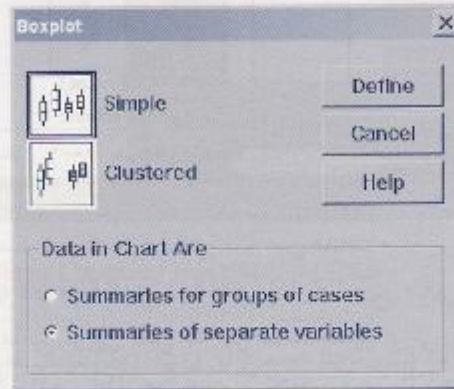 Boxplot
Simple
Define
Cancel
Clustered
Help
Data in Chart Are
Summaries for groups of cases
Summaries of separate variables